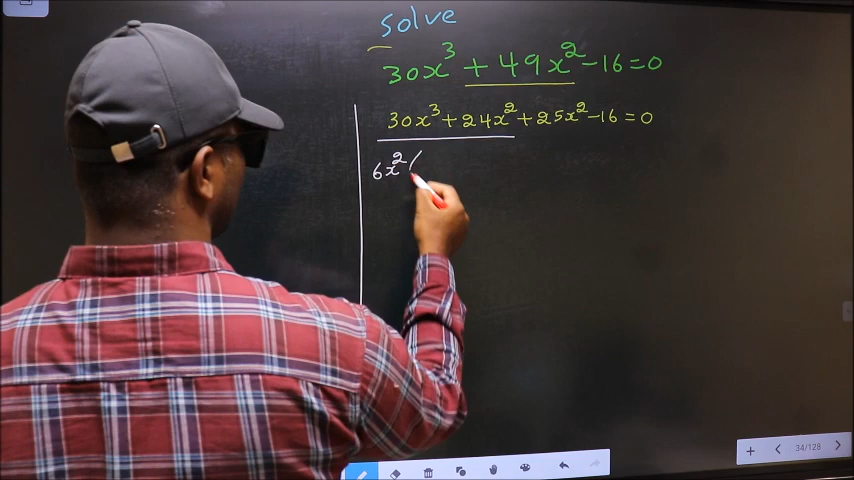 solve
30x³ + 49x² - 16 = 0
30x³ + 24x² + 25x² - 16 = 0
6x² (
34/128